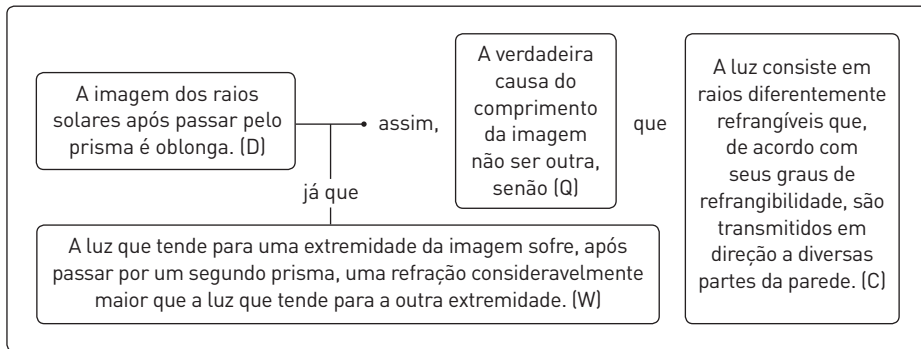 A imagem dos raios
solares após passar pelo
prisma é oblonga. (D)
assim,
A verdadeira
causa do
comprimento
da imagem
não ser outra,
senão (Q)
que
A luz consiste em
raios diferentemente
refrangíveis que,
de acordo com
seus graus de
refrangibilidade, são
transmitidos em
direção a diversas
partes da parede. (C)
já que
A luz que tende para uma extremidade da imagem sofre, após
passar por um segundo prisma, uma refração consideravelmente
maior que a luz que tende para a outra extremidade. (W)